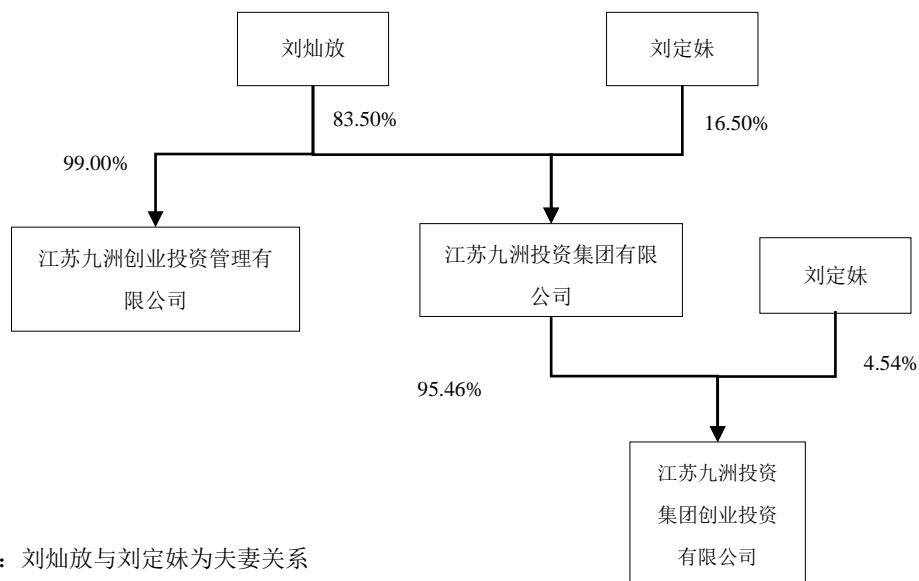 刘灿放
刘定妹
83.50%
16.50%
99.00%
江苏九洲创业投资管理有
限公司
江苏九洲投资集团有限
公司
刘定妹
95.46%
4.54%
江苏九洲投资
集团创业投资
有限公司
：刘灿放与刘定妹为夫妻关系